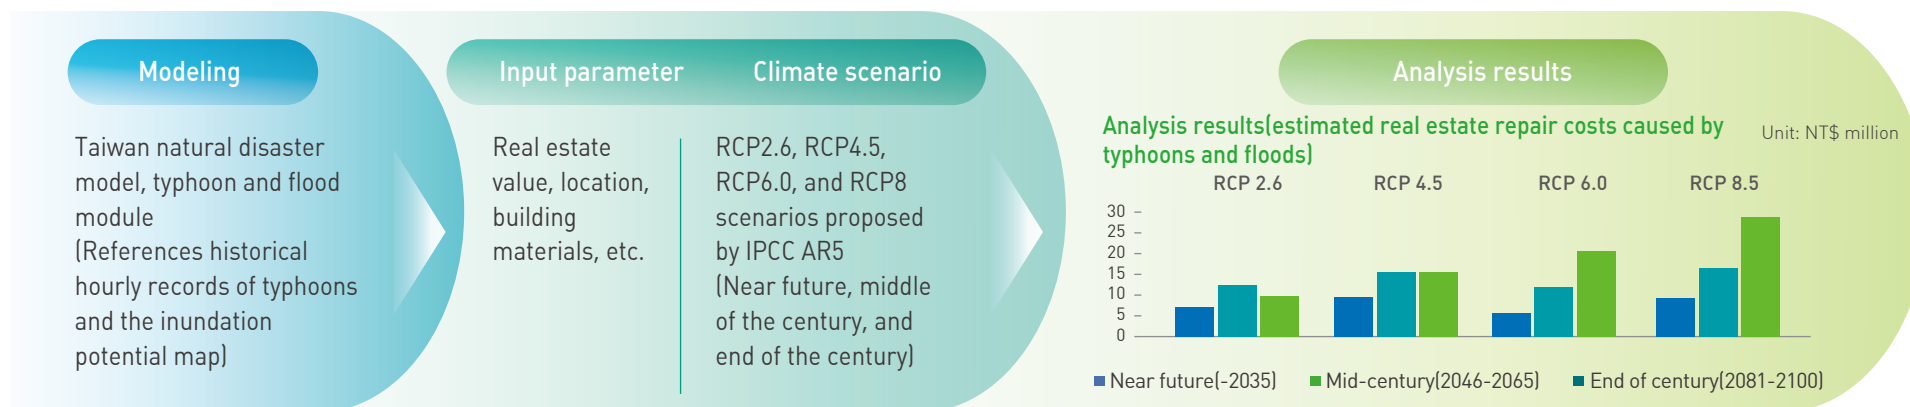 Modeling
Taiwan natural disaster
model, typhoon and flood
module
(References historical
hourly records of typhoons
and the inundation
potential map)
Input parameter
Climate scenario
Real estate
value, location,
building
materials, etc.
RCP2.6, RCP4.5,
RCP6.0, and RCP8
scenarios proposed
by IPCC AR5
(Near future, middle
of the century, and
end of the century)
Analysis results
Analysis results(estimated real estate repair costs caused by
typhoons and floods)
Unit: NT$ million
RCP 2.6
RCP 4.5
RCP 6.0
RCP 8.5
30
25
20
15
10
5
0
Near future(-2035)
Mid-century(2046-2065)
End of century(2081-2100)